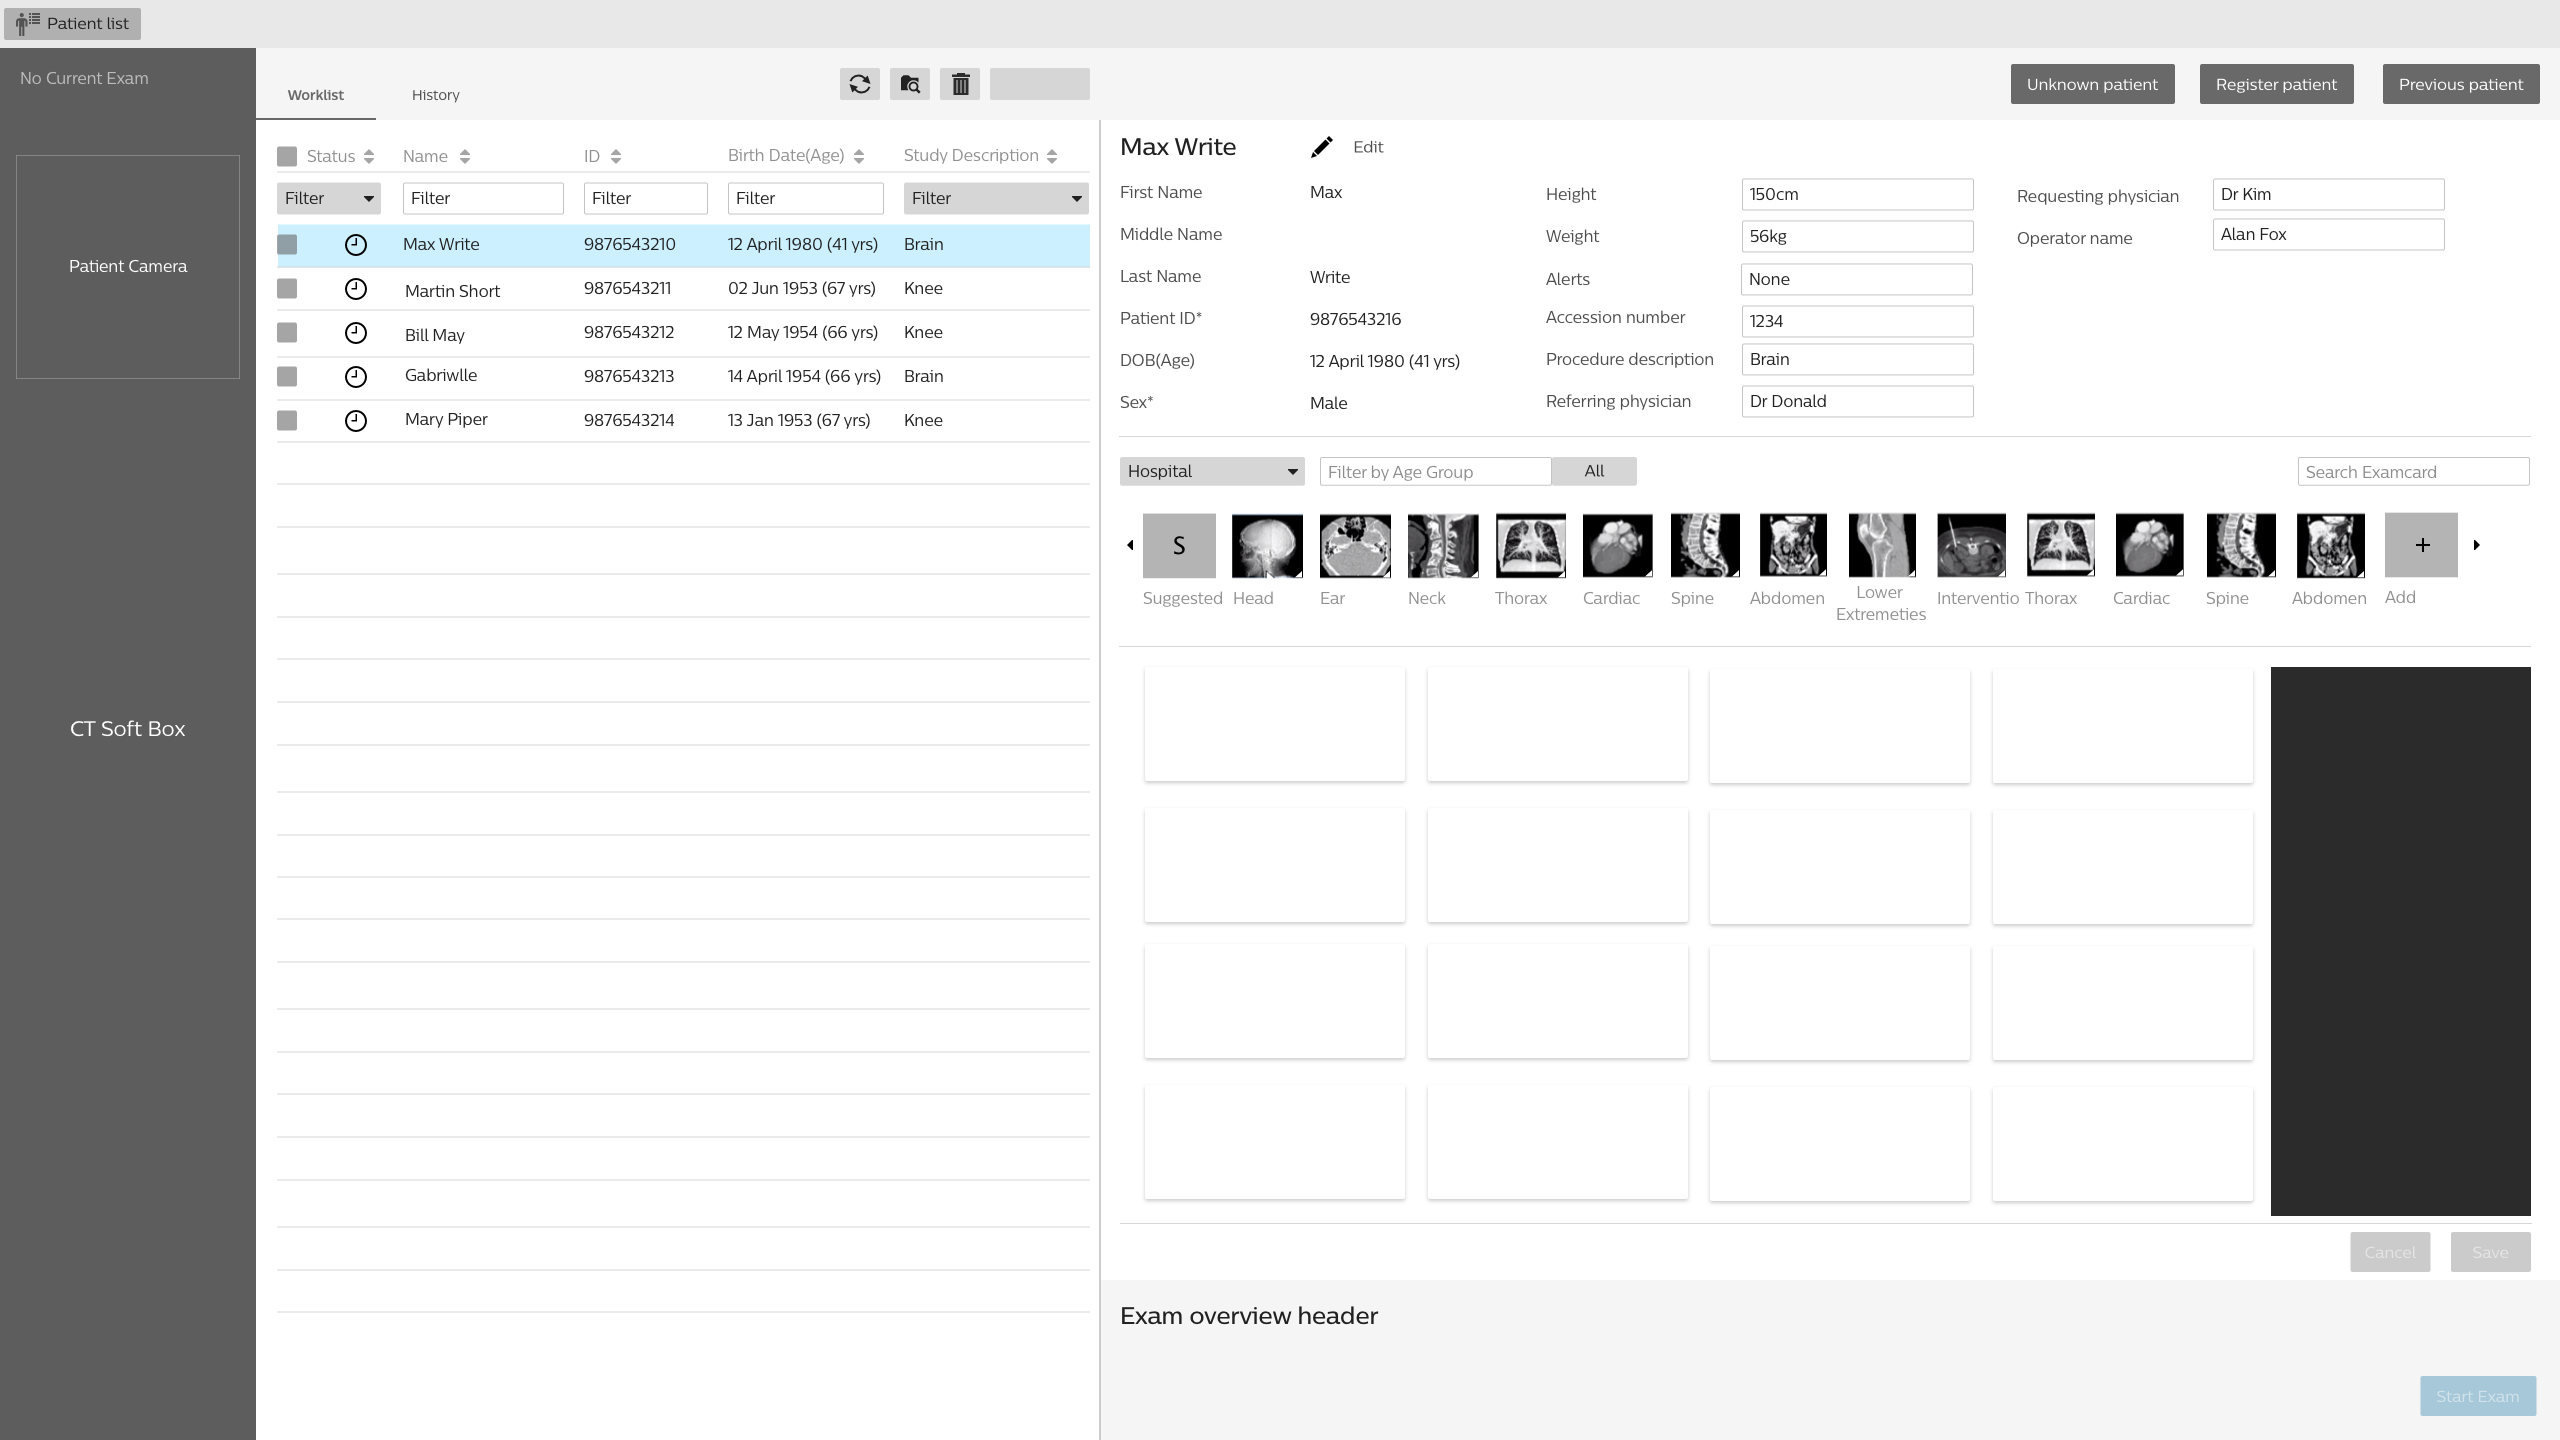 Patient list
No Current Exam
Patient Camera
CT Soft Box
Worklist History
Unknown patient Register patient Previous patient
Status Name ID Birth Date(Age) Study Description
Filter Filter Filter Filter Filter
Max Write 9876543210 12 April 1980 (41 yrs) Brain
Martin Short 9876543211 02 Jun 1953 (67 yrs) Knee
Bill May 9876543212 12 May 1954 (66 yrs) Knee
Gabriwlle 9876543213 14 April 1954 (66 yrs) Brain
Mary Piper 9876543214 13 Jan 1953 (67 yrs) Knee
Max Write Edit
First Name Max Height 150cm Requesting physician Dr Kim
Middle Name Weight 56kg Operator name Alan Fox
Last Name Write Alerts None
Patient ID* 9876543216 Accession number 1234
DOB(Age) 12 April 1980 (41 yrs) Procedure description Brain
Sex* Male Referring physician Dr Donald
Hospital Filter by Age Group All Search Examcard
S +
Suggested Head Ear Neck Thorax Cardiac Spine Abdomen Lower Extremeties Interventio Thorax Cardiac Spine Abdomen Add
Cancel Save
Exam overview header
Start Exam